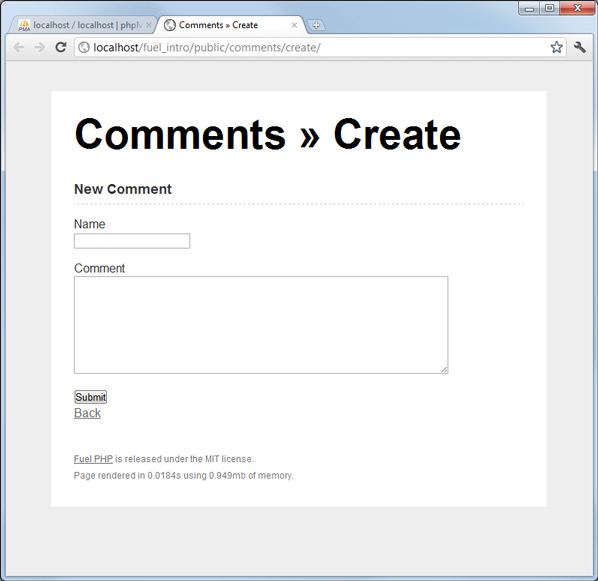 localhost / localhost | php
Comments » Create
localhost/fuel_intro/public/comments/create/
Comments » Create
New Comment
Name
Comment
Submit
Back
Fuel PHP is released under the MIT license.
Page rendered in 0.0184s using 0.949mb of memory.